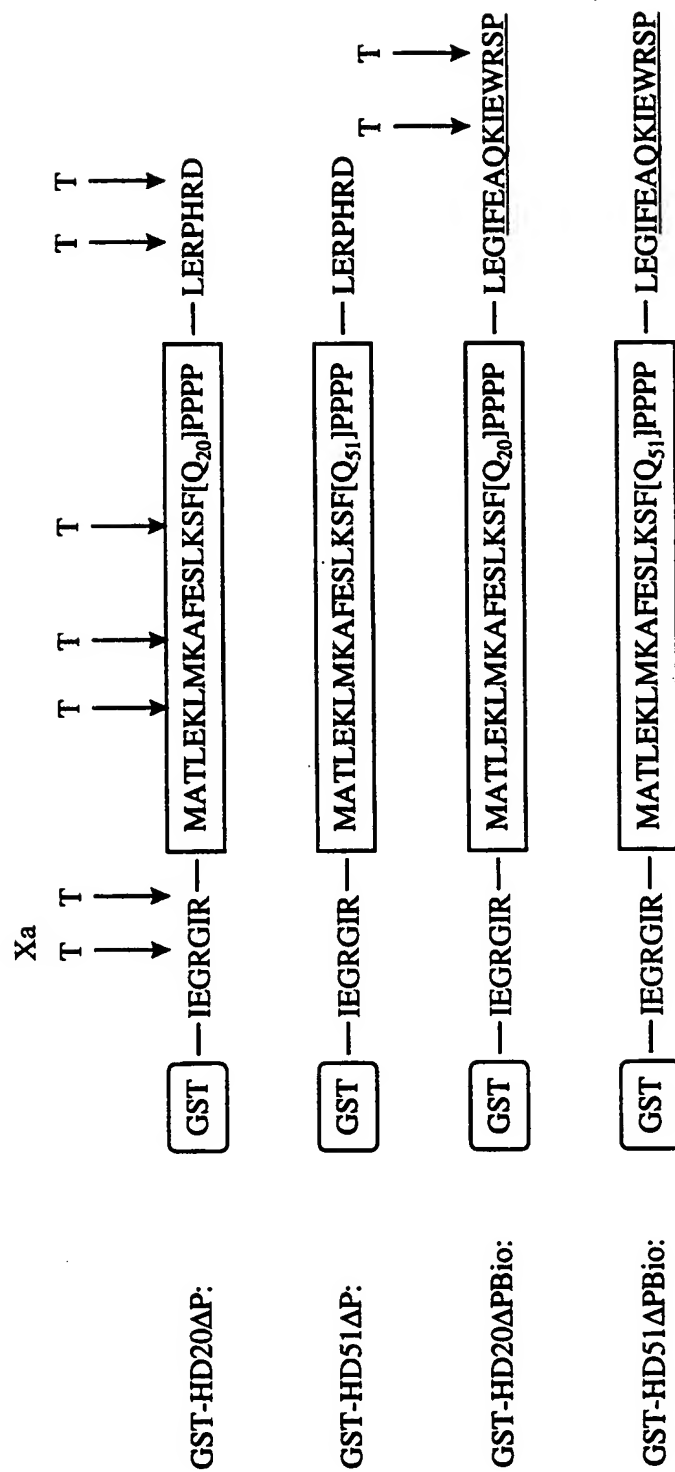 Xa
T T T T T T T
GST-HD20ΔP: GST —IEGRGIR— MATLEKLMKAFESLKSF[Q₂₀]PPPP — LERPHRD
GST-HD51ΔP: GST —IEGRGIR— MATLEKLMKAFESLKSF[Q₅₁]PPPP — LERPHRD
T T
GST-HD20ΔPBio: GST —IEGRGIR— MATLEKLMKAFESLKSF[Q₂₀]PPPP — LEGIFEAQKIEWRSP
GST-HD51ΔPBio: GST —IEGRGIR— MATLEKLMKAFESLKSF[Q₅₁]PPPP — LEGIFEAQKIEWRSP